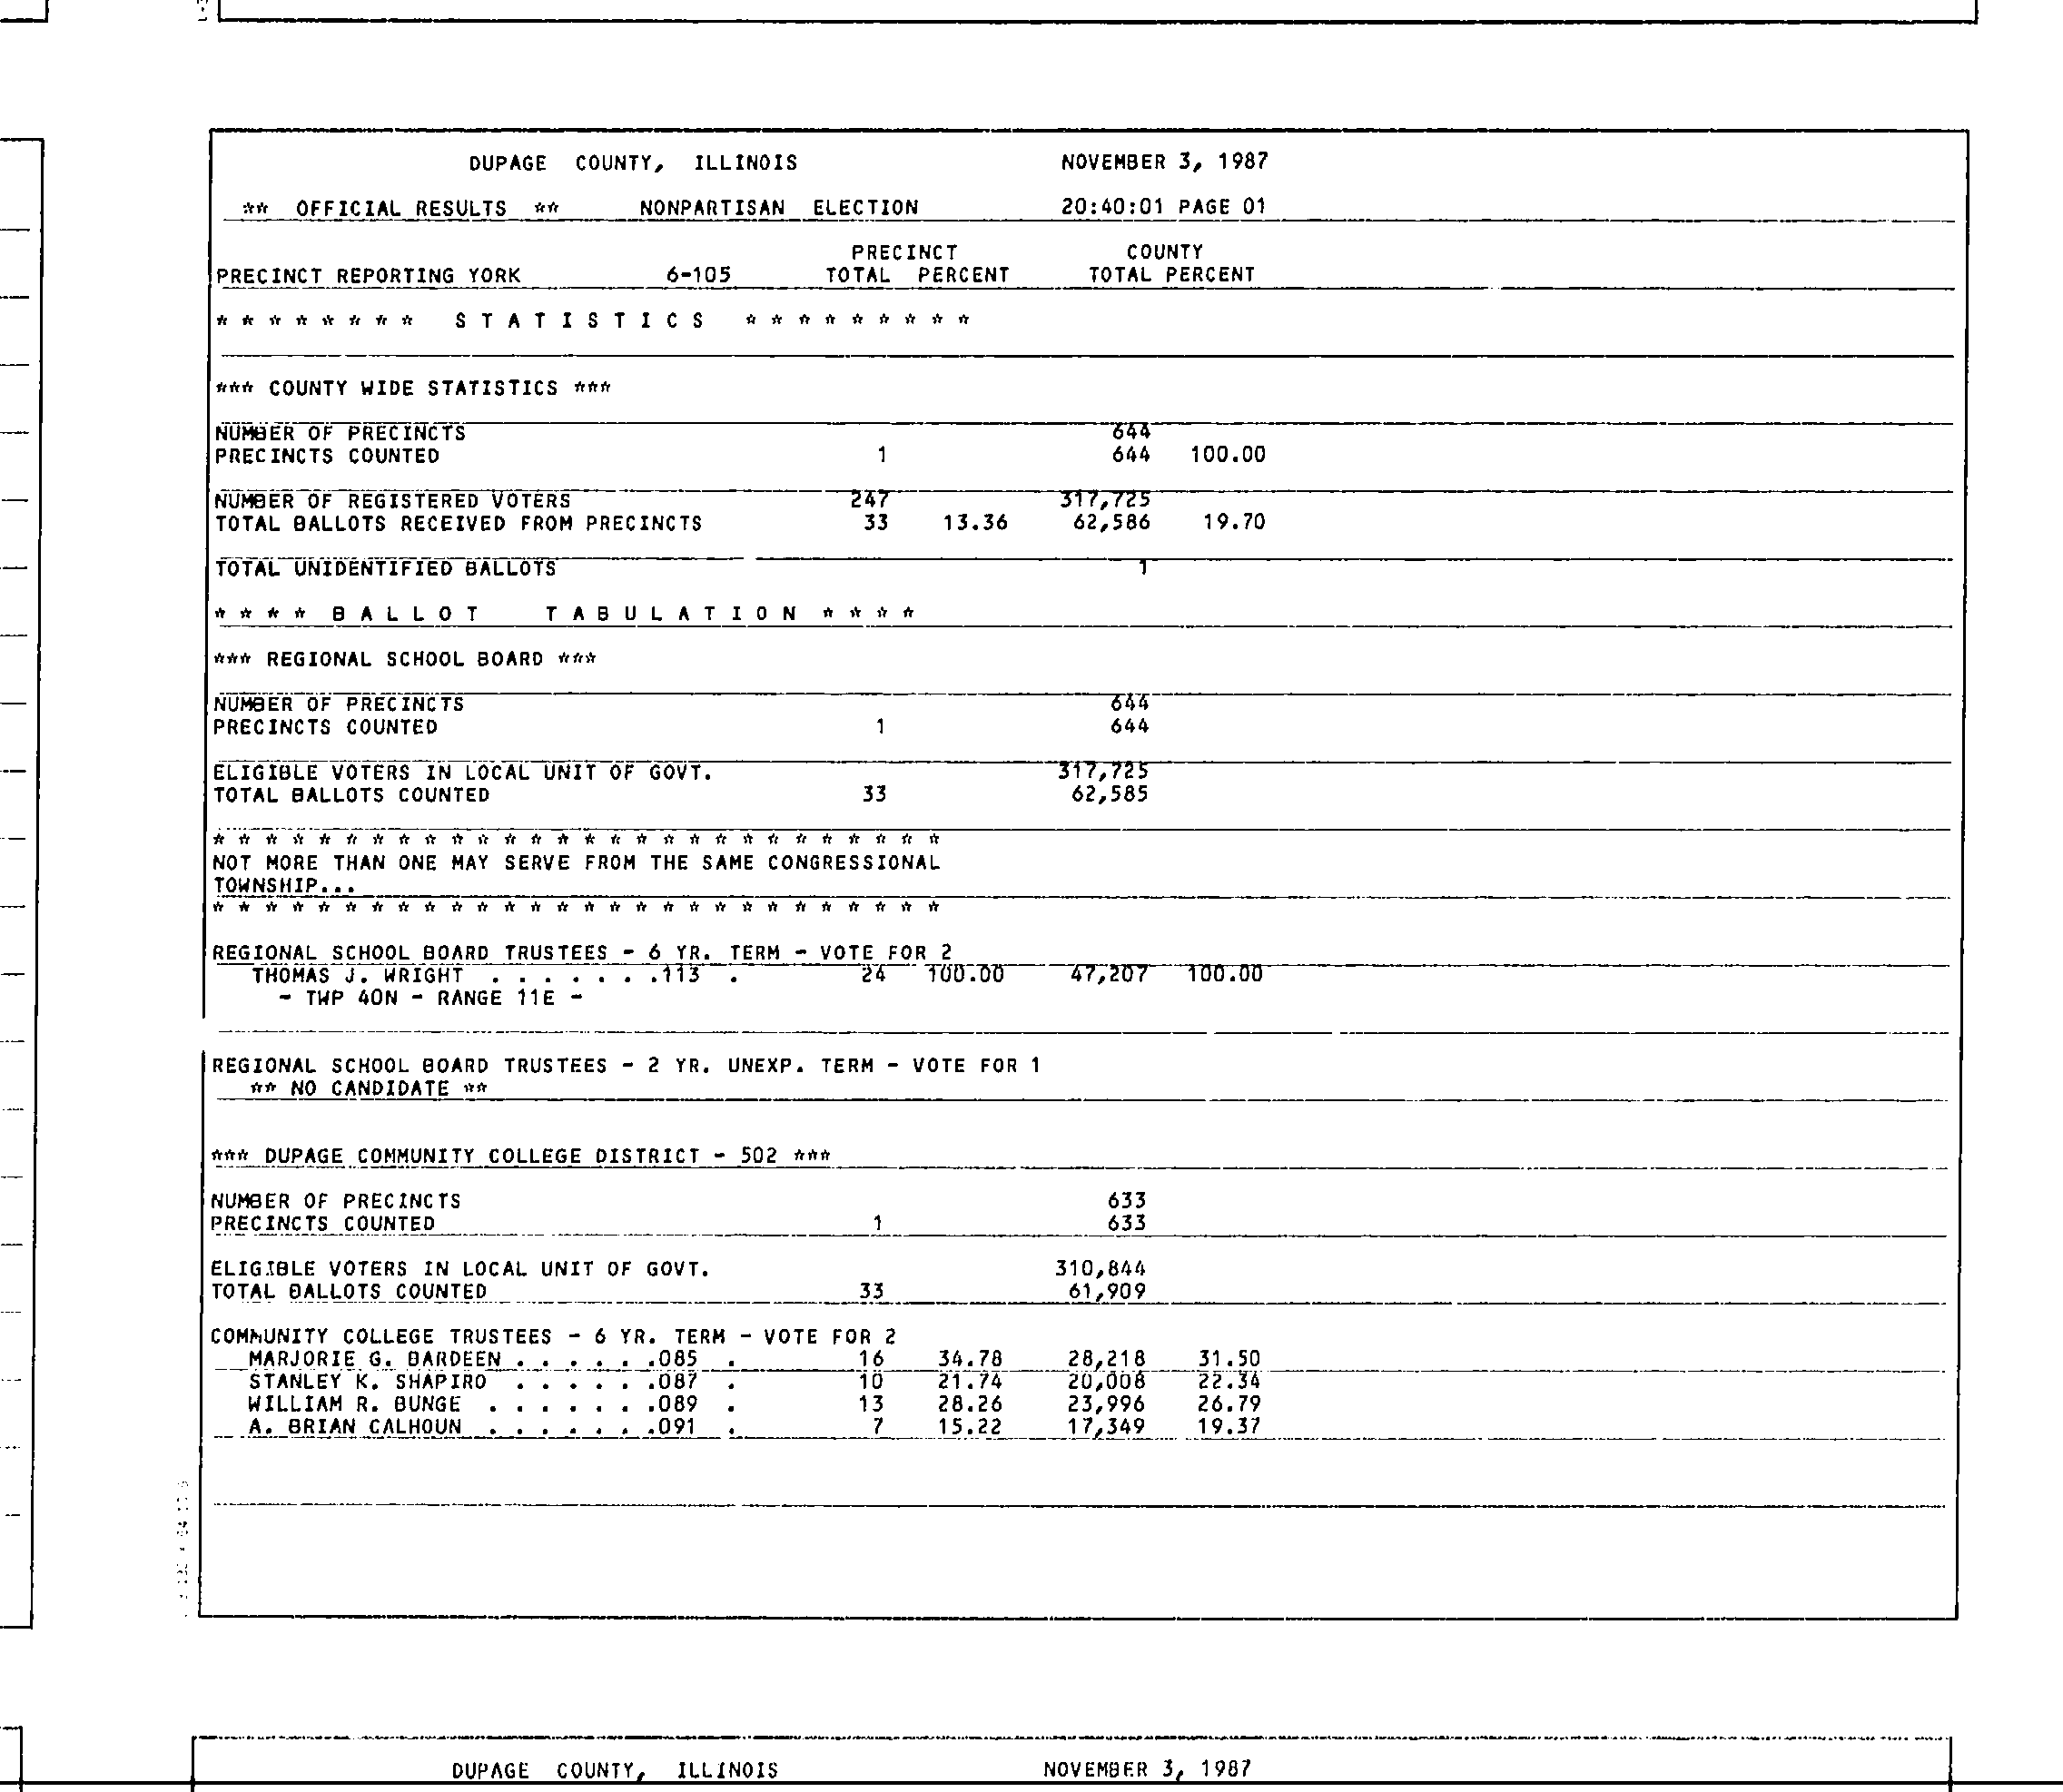 DUPAGE COUNTY, ILLINOIS NOVEMBER 3, 1987
** OFFICIAL RESULTS ** NONPARTISAN ELECTION 20:40:01 PAGE 01
PRECINCT COUNTY
PRECINCT REPORTING YORK 6-105 TOTAL PERCENT TOTAL PERCENT
* * * * * * * * S T A T I S T I C S * * * * * * * * *
*** COUNTY WIDE STATISTICS ***
NUMBER OF PRECINCTS 644
PRECINCTS COUNTED 1 644 100.00
NUMBER OF REGISTERED VOTERS 247 317,725
TOTAL BALLOTS RECEIVED FROM PRECINCTS 33 13.36 62,586 19.70
TOTAL UNIDENTIFIED BALLOTS 1
* * * * B A L L O T T A B U L A T I O N * * * *
*** REGIONAL SCHOOL BOARD ***
NUMBER OF PRECINCTS 644
PRECINCTS COUNTED 1 644
ELIGIBLE VOTERS IN LOCAL UNIT OF GOVT. 317,725
TOTAL BALLOTS COUNTED 33 62,585
* * * * * * * * * * * * * * * * * * * * * * * * * * * *
NOT MORE THAN ONE MAY SERVE FROM THE SAME CONGRESSIONAL
TOWNSHIP...
* * * * * * * * * * * * * * * * * * * * * * * * * * * *
REGIONAL SCHOOL BOARD TRUSTEES - 6 YR. TERM - VOTE FOR 2
THOMAS J. WRIGHT . . . . . . .113 . 24 100.00 47,207 100.00
- TWP 40N - RANGE 11E -
REGIONAL SCHOOL BOARD TRUSTEES - 2 YR. UNEXP. TERM - VOTE FOR 1
** NO CANDIDATE **
*** DUPAGE COMMUNITY COLLEGE DISTRICT - 502 ***
NUMBER OF PRECINCTS 633
PRECINCTS COUNTED 1 633
ELIGIBLE VOTERS IN LOCAL UNIT OF GOVT. 310,844
TOTAL BALLOTS COUNTED 33 61,909
COMMUNITY COLLEGE TRUSTEES - 6 YR. TERM - VOTE FOR 2
MARJORIE G. BARDEEN . . . . . .085 . 16 34.78 28,218 31.50
STANLEY K. SHAPIRO . . . . . .087 . 10 21.74 20,008 22.34
WILLIAM R. BUNGE . . . . . . .089 . 13 28.26 23,996 26.79
A. BRIAN CALHOUN . . . . . . .091 . 7 15.22 17,349 19.37
DUPAGE COUNTY, ILLINOIS NOVEMBER 3, 1987